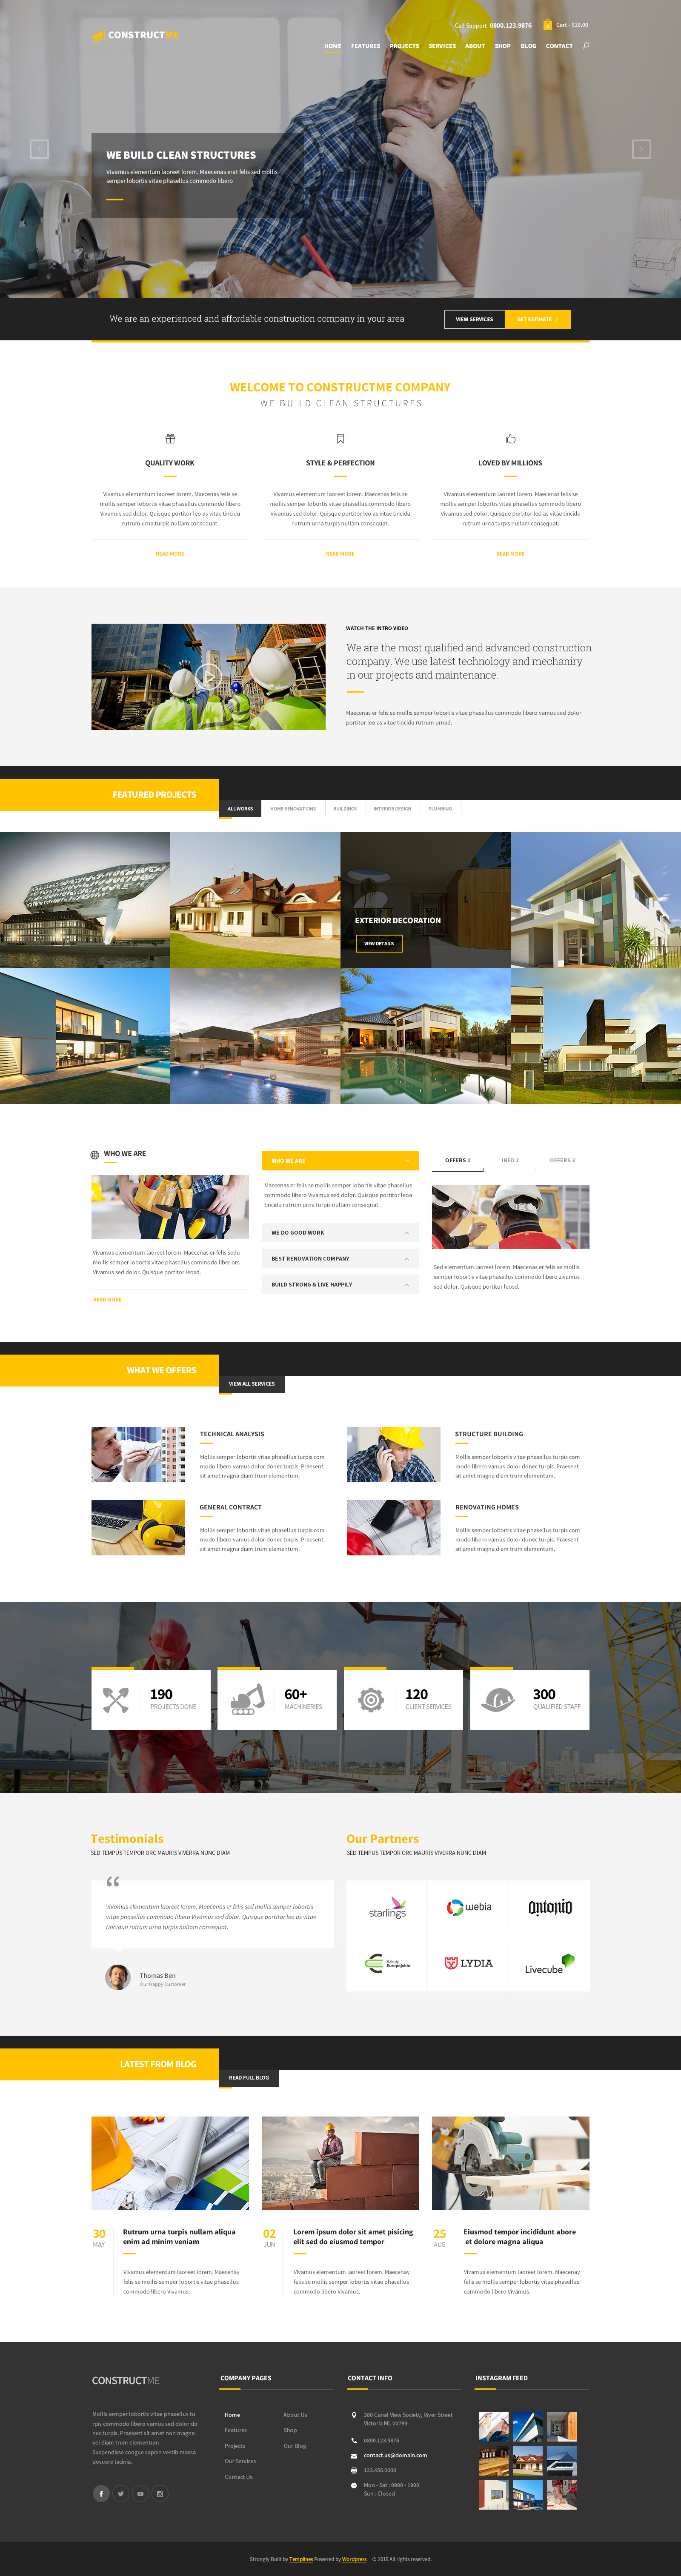 Call Support 0800.123.9876
Cart - $16.00
CONSTRUCTME
HOME FEATURES PROJECTS SERVICES ABOUT SHOP BLOG CONTACT
WE BUILD CLEAN STRUCTURES
Vivamus elementum laoreet lorem. Maecenas erat felis sed mollis
semper lobortis vitae phasellus commodo libero
We are an experienced and affordable construction company in your area
VIEW SERVICES
GET ESTIMATE
WELCOME TO CONSTRUCTME COMPANY
WE BUILD CLEAN STRUCTURES
QUALITY WORK
Vivamus elementum laoreet lorem. Maecenas felis se
mollis semper lobortis vitae phasellus commodo libero
Vivamus sed dolor. Quisque portitor leo as vitae tincidu
rutrum urna turpis nullam consequat.
READ MORE
STYLE & PERFECTION
Vivamus elementum laoreet lorem. Maecenas felis se
mollis semper lobortis vitae phasellus commodo libero
Vivamus sed dolor. Quisque portitor leo as vitae tincidu
rutrum urna turpis nullam consequat.
READ MORE
LOVED BY MILLIONS
Vivamus elementum laoreet lorem. Maecenas felis se
mollis semper lobortis vitae phasellus commodo libero
Vivamus sed dolor. Quisque portitor leo as vitae tincidu
rutrum urna turpis nullam consequat.
READ MORE
WATCH THE INTRO VIDEO
We are the most qualified and advanced construction
company. We use latest technology and mechaniry
in our projects and maintenance.
Maecenas er felis se mollis semper lobortis vitae phasellus commodo libero vamus sed dolor
portitor leo as vitae tincidu rutrum urnad.
FEATURED PROJECTS
ALL WORKS HOME RENOVATIONS BUILDINGS INTERIOR DESIGN PLUMBING
EXTERIOR DECORATION
VIEW DETAILS
WHO WE ARE
Vivamus elementum laoreet lorem. Maecenas er felis sedu
mollis semper lobortis vitae phasellus commodo liber ors
Vivamus sed dolor. Quisque portitor leosd.
READ MORE
WHO WE ARE
Maecenas er felis se mollis semper lobortis vitae phasellus
commodo libero Vivamus sed dolor. Quisque portitor leoa
tincidu rutrum urna turpis nullam consequat.
WE DO GOOD WORK
BEST RENOVATION COMPANY
BUILD STRONG & LIVE HAPPILY
OFFERS 1 INFO 2 OFFERS 3
Sed elementum laoreet lorem. Maecenas er felis se mollis
semper lobortis vitae phasellus commodo libero zivamus
sed dolor. Quisque portitor leosd.
WHAT WE OFFERS
VIEW ALL SERVICES
TECHNICAL ANALYSIS
Mollis semper lobortis vitae phasellus turpis com
modo libero vamus dolor donec turpis. Praesent
sit amet magna diam trum elementum.
STRUCTURE BUILDING
Mollis semper lobortis vitae phasellus turpis com
modo libero vamus dolor donec turpis. Praesent
sit amet magna diam trum elementum.
GENERAL CONTRACT
Mollis semper lobortis vitae phasellus turpis com
modo libero vamus dolor donec turpis. Praesent
sit amet magna diam trum elementum.
RENOVATING HOMES
Mollis semper lobortis vitae phasellus turpis com
modo libero vamus dolor donec turpis. Praesent
sit amet magna diam trum elementum.
190
PROJECTS DONE
60+
MACHINERIES
120
CLIENT SERVICES
300
QUALIFIED STAFF
Testimonials
SED TEMPUS TEMPOR ORC MAURIS VIVERRA NUNC DIAM
Vivamus elementum laoreet lorem. Maecenas er felis sed mollis semper lobortis
vitae phasellus commodo libero Vivamus sed dolor. Quisque portitor leo as vitae
tincidun rutrum urna turpis nullam consequat.
Thomas Ben
Our Happy Customer
Our Partners
SED TEMPUS TEMPOR ORC MAURIS VIVERRA NUNC DIAM
starlings
webia
Ontonio
Szkoły
Europejskie
LYDIA
Livecube
LATEST FROM BLOG
READ FULL BLOG
30
MAY
Rutrum urna turpis nullam aliqua
enim ad minim veniam
Vivamus elementum laoreet lorem. Maecenay
felis se mollis semper lobortis vitae phasellus
commodo libero Vivamus.
02
JUN
Lorem ipsum dolor sit amet pisicing
elit sed do eiusmod tempor
Vivamus elementum laoreet lorem. Maecenay
felis se mollis semper lobortis vitae phasellus
commodo libero Vivamus.
25
AUG
Eiusmod tempor incididunt abore
et dolore magna aliqua
Vivamus elementum laoreet lorem. Maecenas
felis se mollis semper lobortis vitae phasellus
commodo libero Vivamus.
CONSTRUCTME
Mollis semper lobortis vitae phasellus tu
rpis commodo libero vamus sed dolor do
nec turpis. Praesent sit amet non magna
vel diam trum elementum.
Suspendisse congue sapien vestib massa
posuere lacinia.
COMPANY PAGES
Home
Features
Projects
Our Services
Contact Us
About Us
Shop
Our Blog
CONTACT INFO
380 Canal View Society, River Street
Victoria MI, 00789
0800.123.9876
contact.us@domain.com
123.456.0000
Mon - Sat : 0900 - 1900
Sun : Closed
INSTAGRAM FEED
Strongly Built by Templines Powered by Wordpress © 2015 All rights reserved.